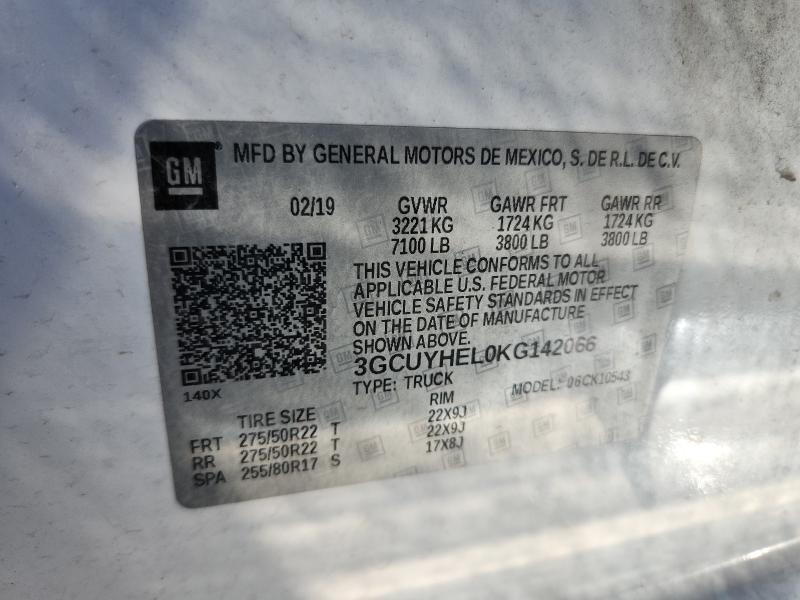 GM® MFD BY GENERAL MOTORS DE MEXICO, S. DE R.L. DE C.V.
02/19 GVWR GAWR FRT GAWR RR
3221 KG 1724 KG 1724 KG
7100 LB 3800 LB 3800 LB
THIS VEHICLE CONFORMS TO ALL
APPLICABLE U.S. FEDERAL MOTOR
VEHICLE SAFETY STANDARDS IN EFFECT
ON THE DATE OF MANUFACTURE
SHOWN ABOVE.
3GCUYHEL0KG142066
140X TYPE: TRUCK MODEL: 06CK10543
TIRE SIZE RIM
FRT 275/50R22 T 22X9J
RR 275/50R22 T 22X9J
SPA 255/80R17 S 17X8J